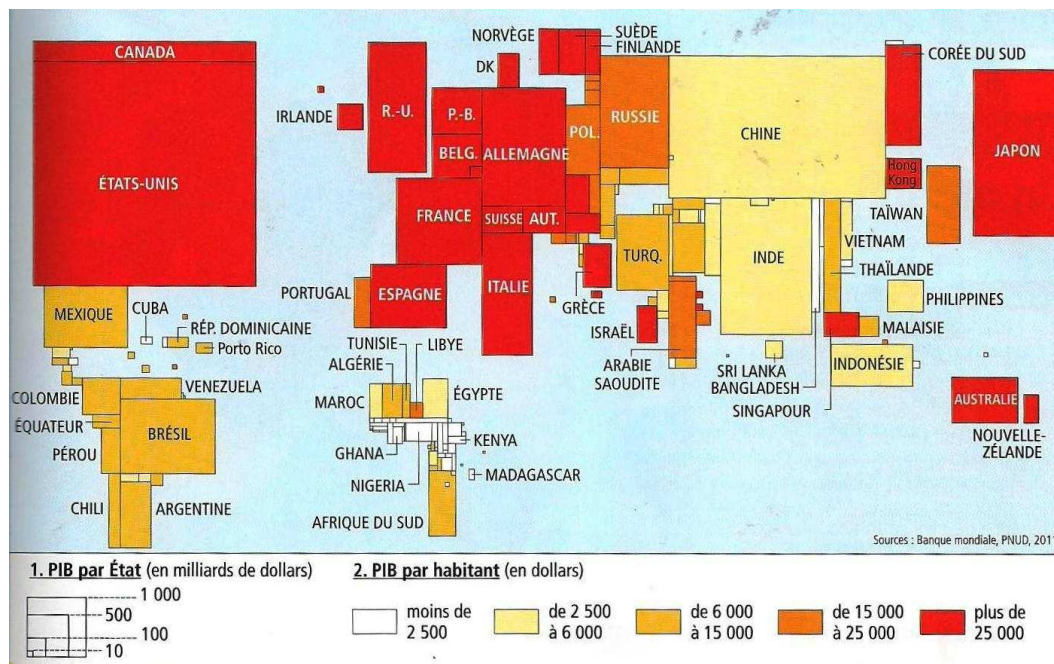 CANADA
ÉTATS-UNIS
MEXIQUE
CUBA
RÉP. DOMINICAINE
Porto Rico
COLOMBIE
VENEZUELA
ÉQUATEUR
BRÉSIL
PÉROU
CHILI
ARGENTINE
NORVÈGE
SUÈDE
FINLANDE
DK
IRLANDE
R.-U.
P.-B.
BELG.
ALLEMAGNE
POL.
RUSSIE
FRANCE
SUISSE
AUT.
PORTUGAL
ESPAGNE
ITALIE
GRÈCE
TURQ.
ISRAËL
ARABIE
SAOUDITE
TUNISIE
LIBYE
ALGÉRIE
MAROC
ÉGYPTE
GHANA
KENYA
NIGERIA
MADAGASCAR
AFRIQUE DU SUD
CHINE
CORÉE DU SUD
JAPON
Hong
Kong
TAÏWAN
INDE
VIETNAM
THAÏLANDE
PHILIPPINES
MALAISIE
SRI LANKA
BANGLADESH
SINGAPOUR
INDONÉSIE
AUSTRALIE
NOUVELLE-
ZÉLANDE
Sources : Banque mondiale, PNUD,
1. PIB par État (en milliards de dollars)
1 000
500
100
10
2. PIB par habitant (en dollars)
moins de
2 500
de 2 500
à 6 000
de 6 000
à 15 000
de 15 000
à 25 000
plus de
25 000